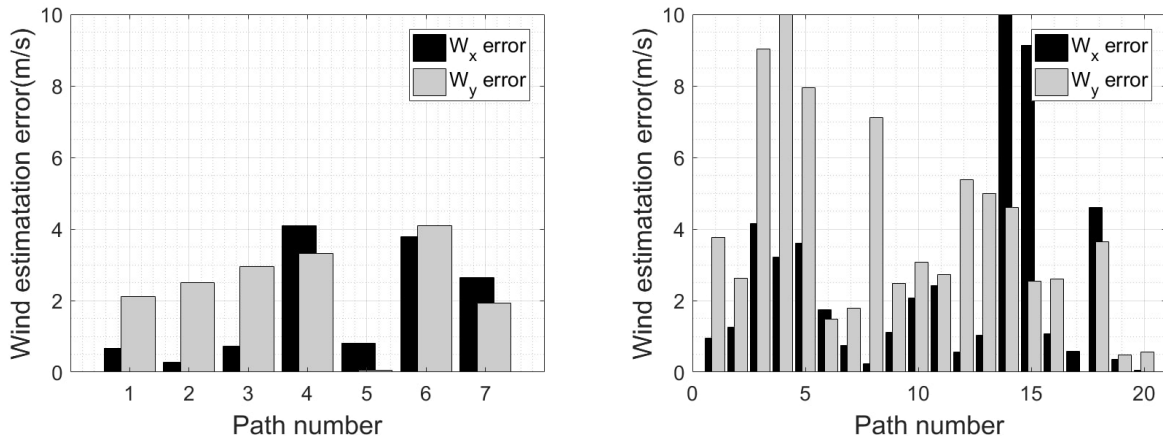 Wind estimatation error(m/s)
10
8
6
4
2
0
W_x error
W_y error
1 2 3 4 5 6 7
Path number
Wind estimatation error(m/s)
10
8
6
4
2
0
W_x error
W_y error
0 5 10 15 20
Path number